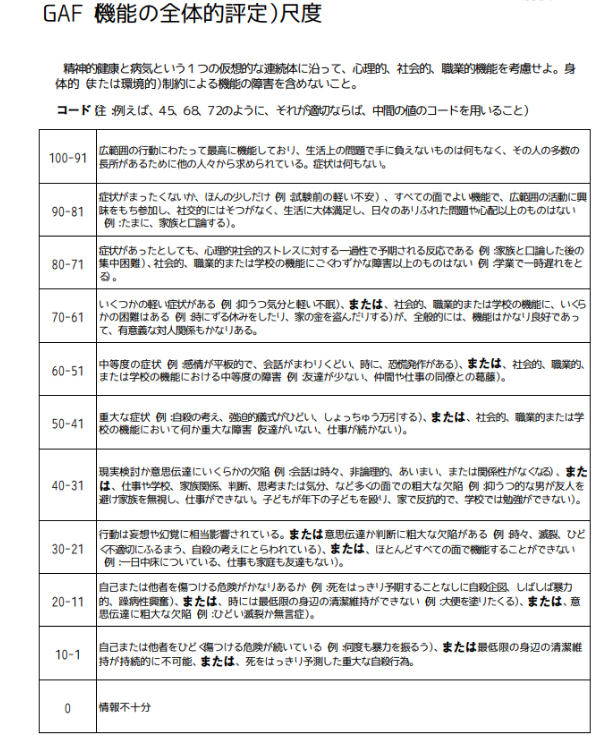 GAF (機能の全体的評定)尺度
精神的健康と病気という1つの仮想的な連続体に沿って、心理的、社会的、職業的機能を考慮せよ。身
体的(または環境的)制約による機能の障害を含めないこと。
コード(注:例えば、45、68、72のように、それが適切ならば、中間の値のコードを用いること)
100-91
広範囲の行動にわたって最高に機能しており、生活上の問題で手に負えないものは何もなく、その人の多数の
長所があるために他の人々から求められている。症状は何もない。
90-81
症状がまったくないか、ほんの少しだけ(例:試験前の軽い不安)、すべての面でよい機能で、広範囲の活動に興
味をもち参加し、社交的にはそつがなく、生活に大体満足し、日々のありふれた問題や心配以上のものはない
(例:たまに、家族と口論する)。
80-71
症状があったとしても、心理的社会的ストレスに対する一過性で予期される反応である(例:家族と口論した後の
集中困難)、社会的、職業的または学校の機能にごくわずかな障害以上のものはない(例:学業で一時遅れをと
る)。
70-61
いくつかの軽い症状がある(例:抑うつ気分と軽い不眠)、または、社会的、職業的または学校の機能に、いくら
かの困難はある(例:時にずる休みをしたり、家の金を盗んだりする)が、全般的には、機能はかなり良好であっ
て、有意義な対人関係もかなりある。
60-51
中等度の症状(例:感情が平板的で、会話がまわりくどい、時に、恐慌発作がある)、または、社会的、職業的、
または学校の機能における中等度の障害(例:友達が少ない、仲間や仕事の同僚との葛藤)。
50-41
重大な症状(例:自殺の考え、強迫的儀式がひどい、しょっちゅう万引する)、または、社会的、職業的または学
校の機能において何か重大な障害(友達がいない、仕事が続かない)。
40-31
現実検討か意思伝達にいくらかの欠陥(例:会話は時々、非論理的、あいまい、または関係性がなくなる)、また
は、仕事や学校、家族関係、判断、思考または気分、など多くの面での粗大な欠陥(例:抑うつ的な男が友人を
避け家族を無視し、仕事ができない。子どもが年下の子どもを殴り、家で反抗的で、学校では勉強ができない)。
30-21
行動は妄想や幻覚に相当影響されている。または意思伝達か判断に粗大な欠陥がある(例:時々、滅裂、ひど
く不適切にふるまう、自殺の考えにとらわれている)、または、ほとんどすべての面で機能することができない
(例:一日中床についている、仕事も家庭も友達もない)。
20-11
自己または他者を傷つける危険がかなりあるか(例:死をはっきり予期することなしに自殺企図、しばしば暴力
的、躁病性興奮)、または、時には最低限の身辺の清潔維持ができない(例:大便を塗りたくる)、または、意
思伝達に粗大な欠陥(例:ひどい滅裂か無言症)。
10-1
自己または他者をひどく傷つける危険が続いている(例:何度も暴力を振るう)、または最低限の身辺の清潔維
持が持続的に不可能、または、死をはっきり予測した重大な自殺行為。
0
情報不十分